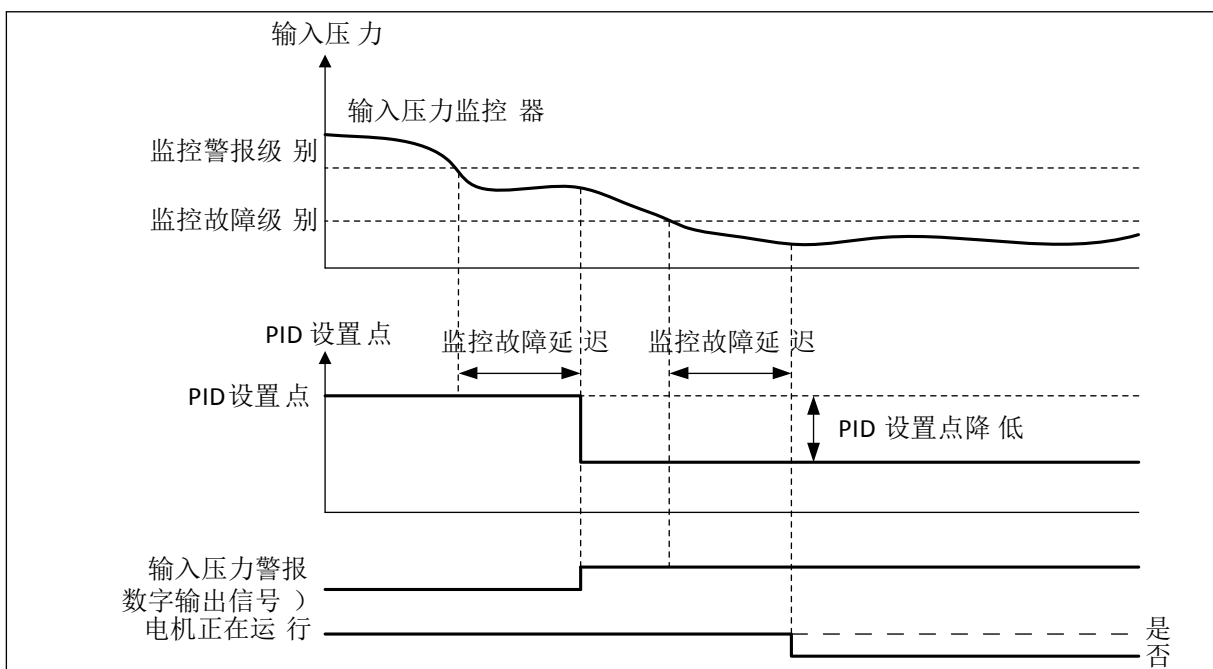 输入压力
输入压力监控器
监控警报级别
监控故障级别
PID 设置点
监控故障延迟 监控故障延迟
PID 设置点
PID 设置点降低
输入压力警报
数字输出信号）
电机正在运行
是
否